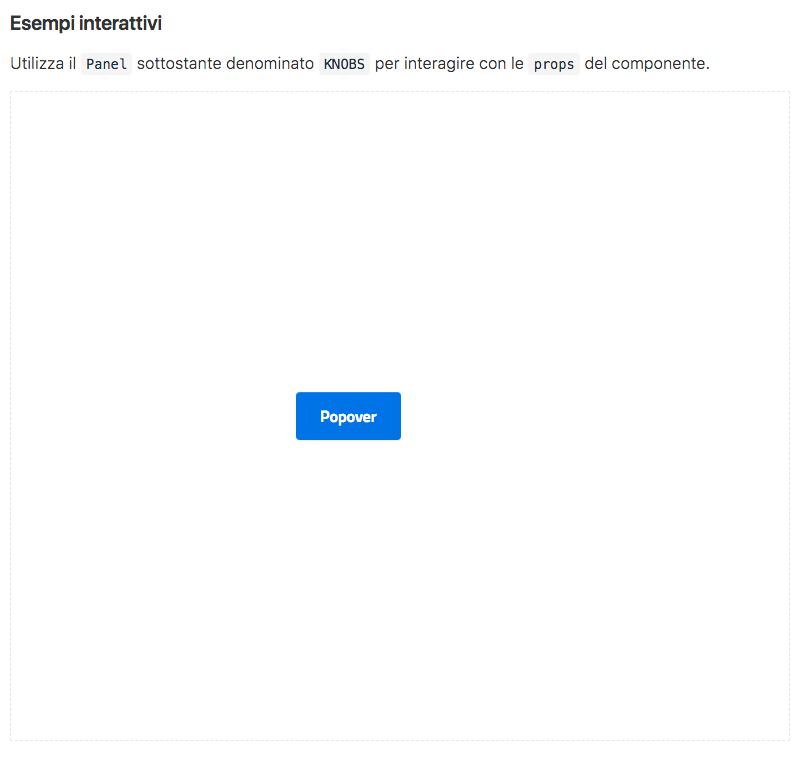 Esempi interattivi
Utilizza il Panel sottostante denominato KNOBS per interagire con le props del componente.
Popover